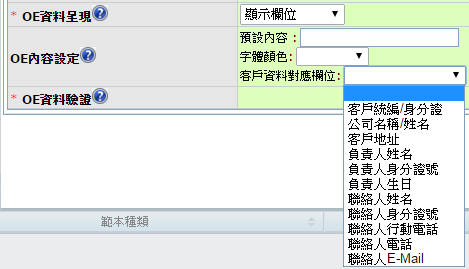 * OE資料呈現 顯示欄位
OE內容設定
預設內容：
字體顏色:
客戶資料對應欄位:
客戶統編/身分證
公司名稱/姓名
客戶地址
負責人姓名
負責人身分證號
負責人生日
聯絡人姓名
聯絡人身分證號
聯絡人行動電話
聯絡人電話
聯絡人E-Mail
* OE資料驗證
範本種類